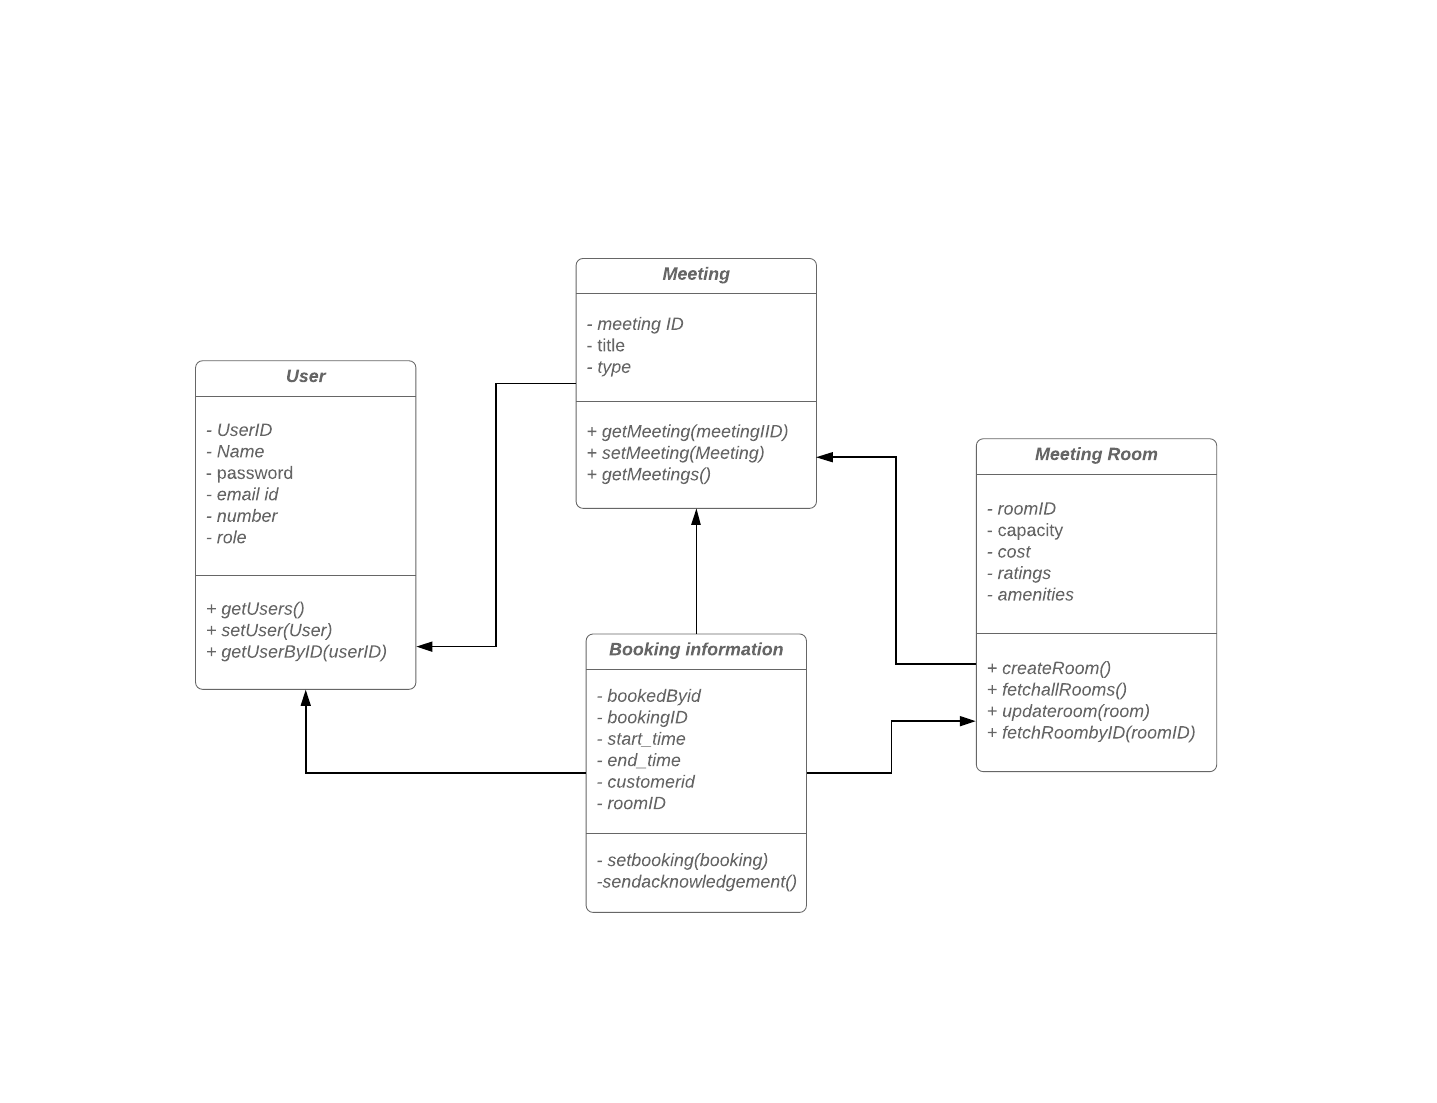 Meeting
- meeting ID
- title
- type
+ getMeeting(meetingIID)
+ setMeeting(Meeting)
+ getMeetings()
User
- UserID
- Name
- password
- email id
- number
- role
+ getUsers()
+ setUser(User)
+ getUserByID(userID)
Meeting Room
- roomID
- capacity
- cost
- ratings
- amenities
+ createRoom()
+ fetchallRooms()
+ updateroom(room)
+ fetchRoombyID(roomID)
Booking information
- bookedByid
- bookingID
- start_time
- end_time
- customerid
- roomID
- setbooking(booking)
-sendacknowledgement()